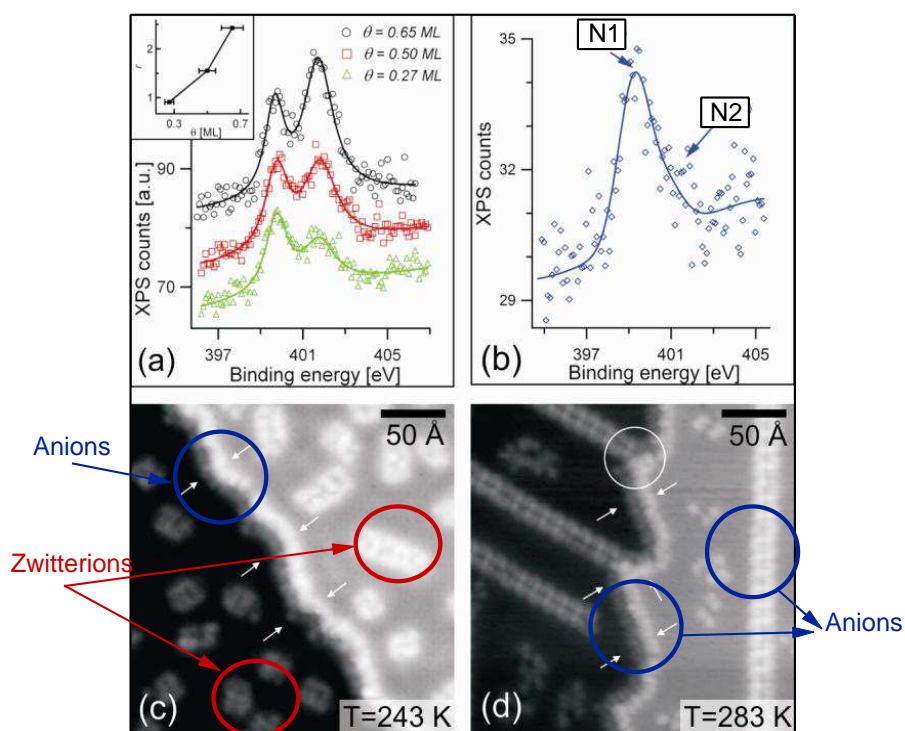 θ = 0.65 ML
θ = 0.50 ML
θ = 0.27 ML
r
2
1
0.3
0.7
θ [ML]
90
70
XPS counts [a.u.]
397
401
405
Binding energy [eV]
(a)
N1
N2
35
33
31
29
XPS counts
397
401
405
Binding energy [eV]
(b)
Anions
Zwitterions
50 Å
(c)
T=243 K
50 Å
(d)
T=283 K
Anions